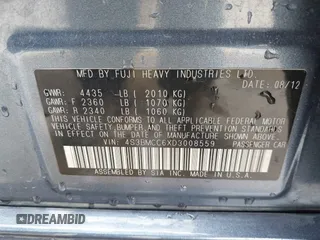 MFD BY FUJI HEAVY INDUSTRIES LTD.
DATE: 08/12
GVWR: 4435 LB ( 2010 KG)
GAWR: F 2360 LB ( 1070 KG)
GAWR: R 2340 LB ( 1060 KG)
THIS VEHICLE CONFORMS TO ALL APPLICABLE FEDERAL MOTOR
VEHICLE SAFETY, BUMPER AND THEFT PREVENTION STANDARDS IN
EFFECT ON THE DATE OF MANUFACTURE SHOWN ABOVE.
VIN: 4S3BMCC6XD3008559 PASSENGER CAR
ASSEMBLED BY SIA INC. MADE IN U.S.A.
© DREAMBID